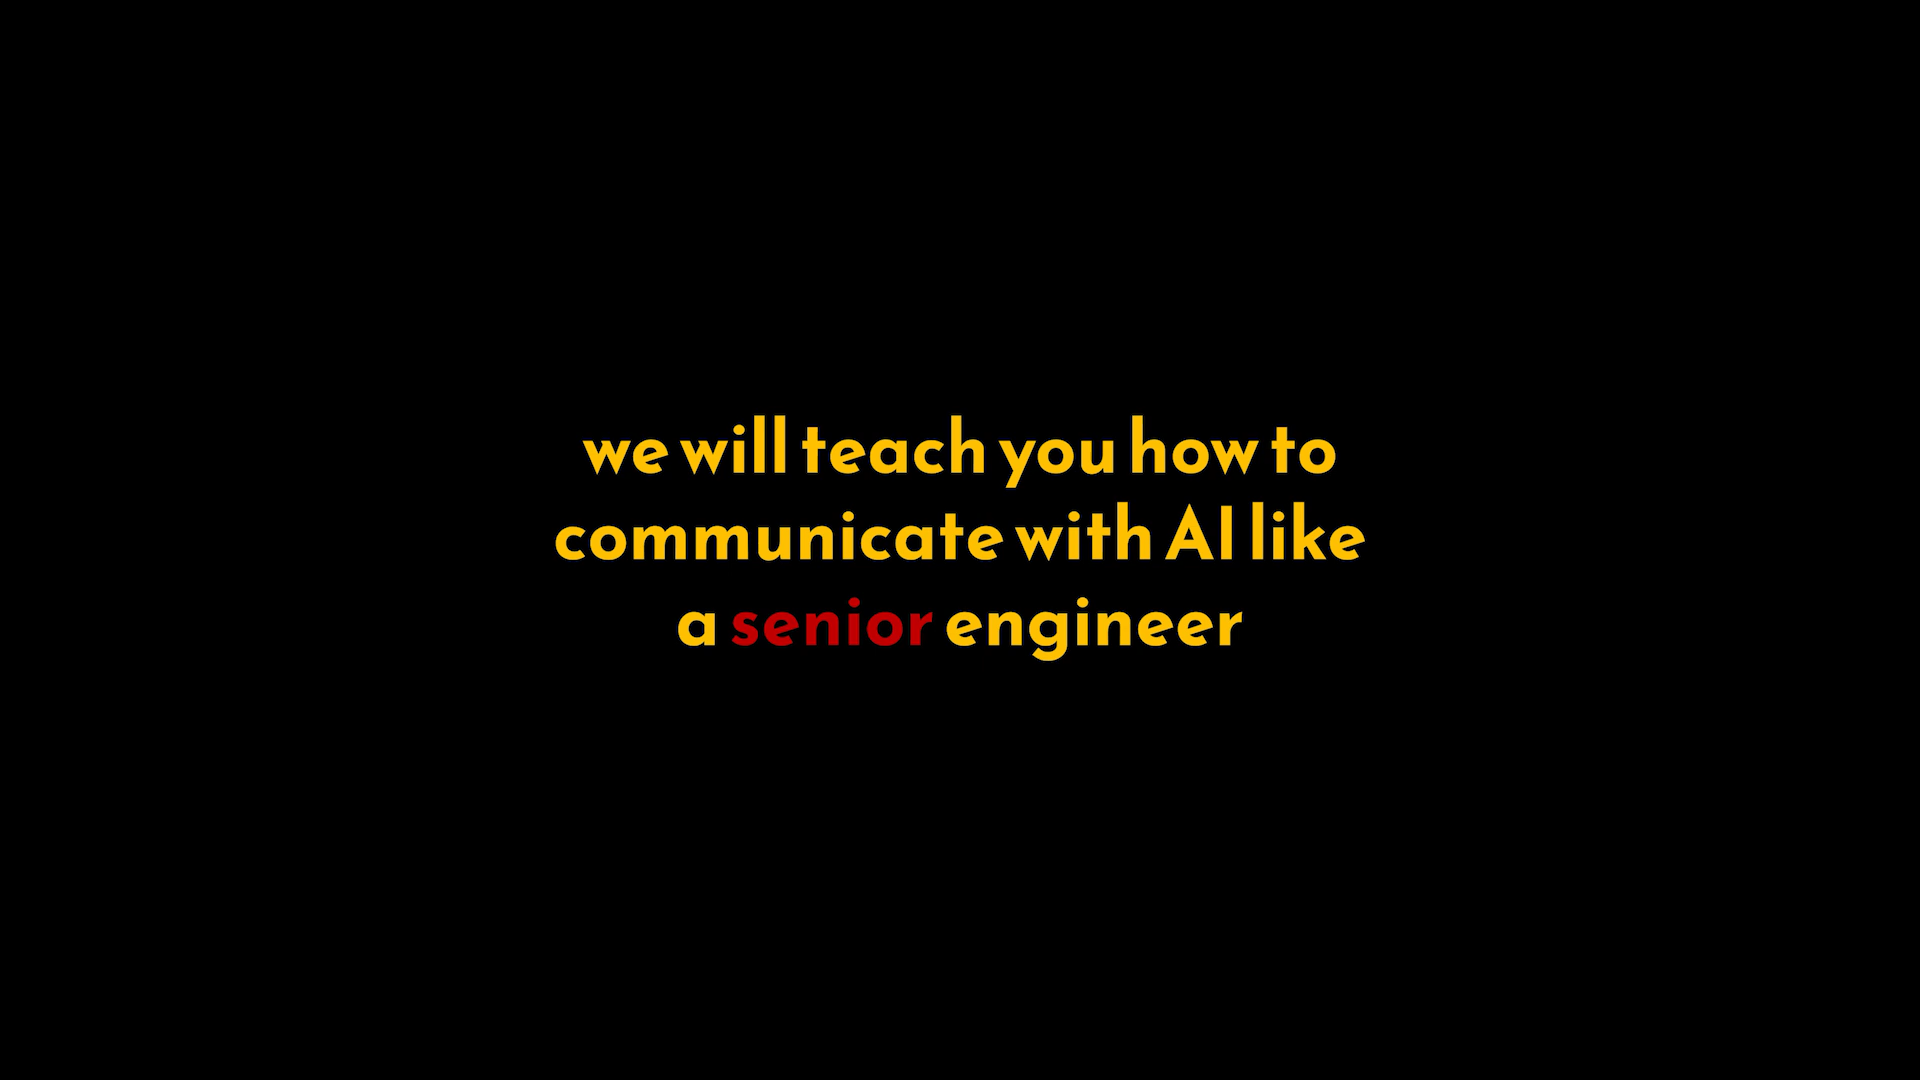 we will teach you how to
communicate with AI like
a senior engineer